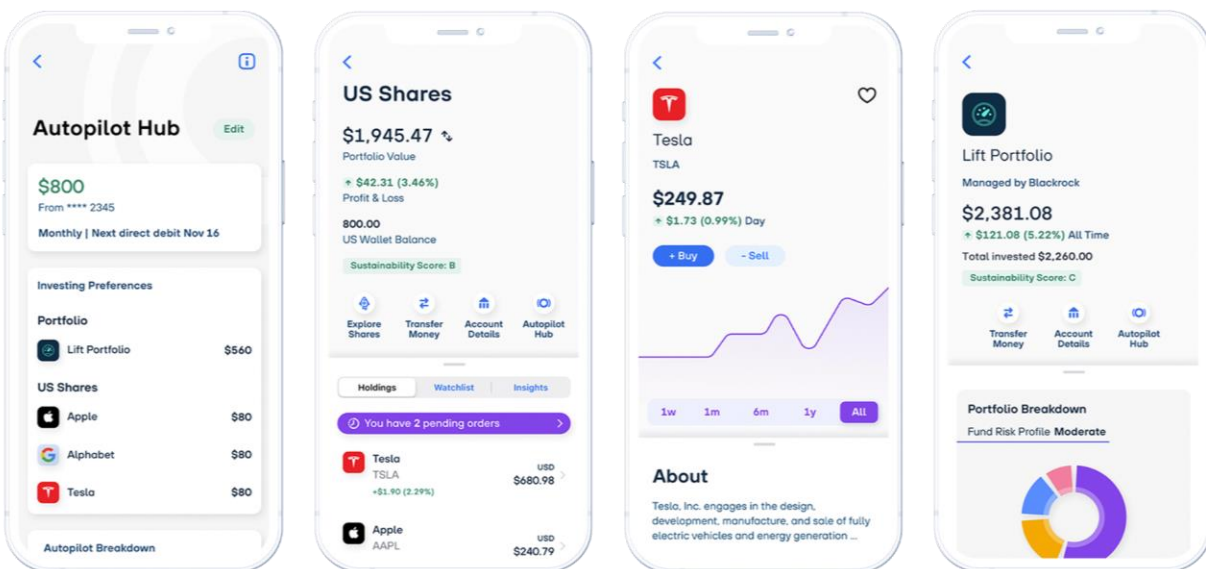 Autopilot Hub
Edit
$800
From **** 2345
Monthly | Next direct debit Nov 16
Investing Preferences
Portfolio
Lift Portfolio $560
US Shares
Apple $80
Alphabet $80
Tesla $80
Autopilot Breakdown
US Shares
$1,945.47
Portfolio Value
$42.31 (3.46%)
Profit & Loss
800.00
US Wallet Balance
Sustainability Score: B
Explore Shares
Transfer Money
Account Details
Autopilot Hub
Holdings Watchlist Insights
You have 2 pending orders
Tesla
TSLA
+$1.90 (2.29%)
USD
$680.98
Apple
AAPL
USD
$240.79
Tesla
TSLA
$249.87
$1.73 (0.99%) Day
+ Buy - Sell
1w 1m 6m 1y All
About
Tesla, Inc. engages in the design,
development, manufacture, and sale of fully
electric vehicles and energy generation ...
Lift Portfolio
Managed by Blackrock
$2,381.08
$121.08 (5.22%) All Time
Total invested $2,260.00
Sustainability Score: C
Transfer Money
Account Details
Autopilot Hub
Portfolio Breakdown
Fund Risk Profile Moderate